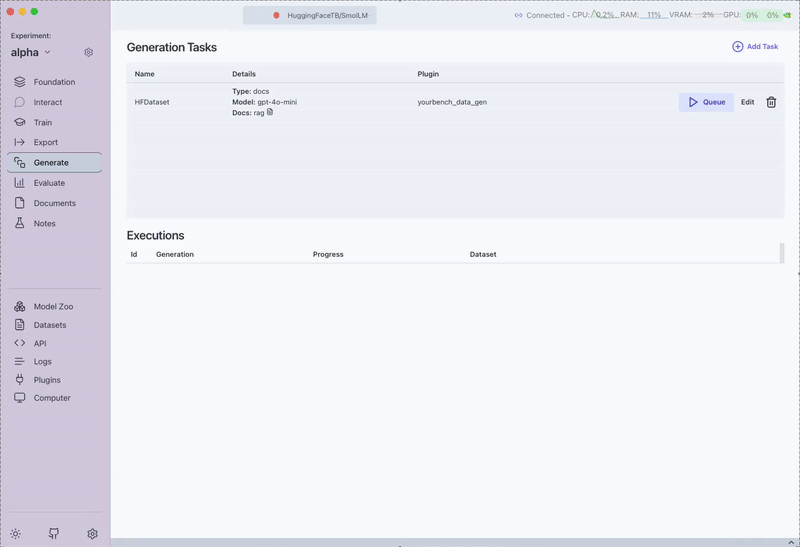 HuggingFaceTB/SmolLM
Connected - CPU: 0.2% RAM: 11% VRAM: 2% GPU: 0% 0%
Experiment:
alpha
Foundation
Interact
Train
Export
Generate
Evaluate
Documents
Notes
Model Zoo
Datasets
API
Logs
Plugins
Computer
Generation Tasks
Add Task
Name Details Plugin
Type: docs
HFDataset Model: gpt-4o-mini yourbench_data_gen Queue Edit
Docs: rag
Executions
Id Generation Progress Dataset